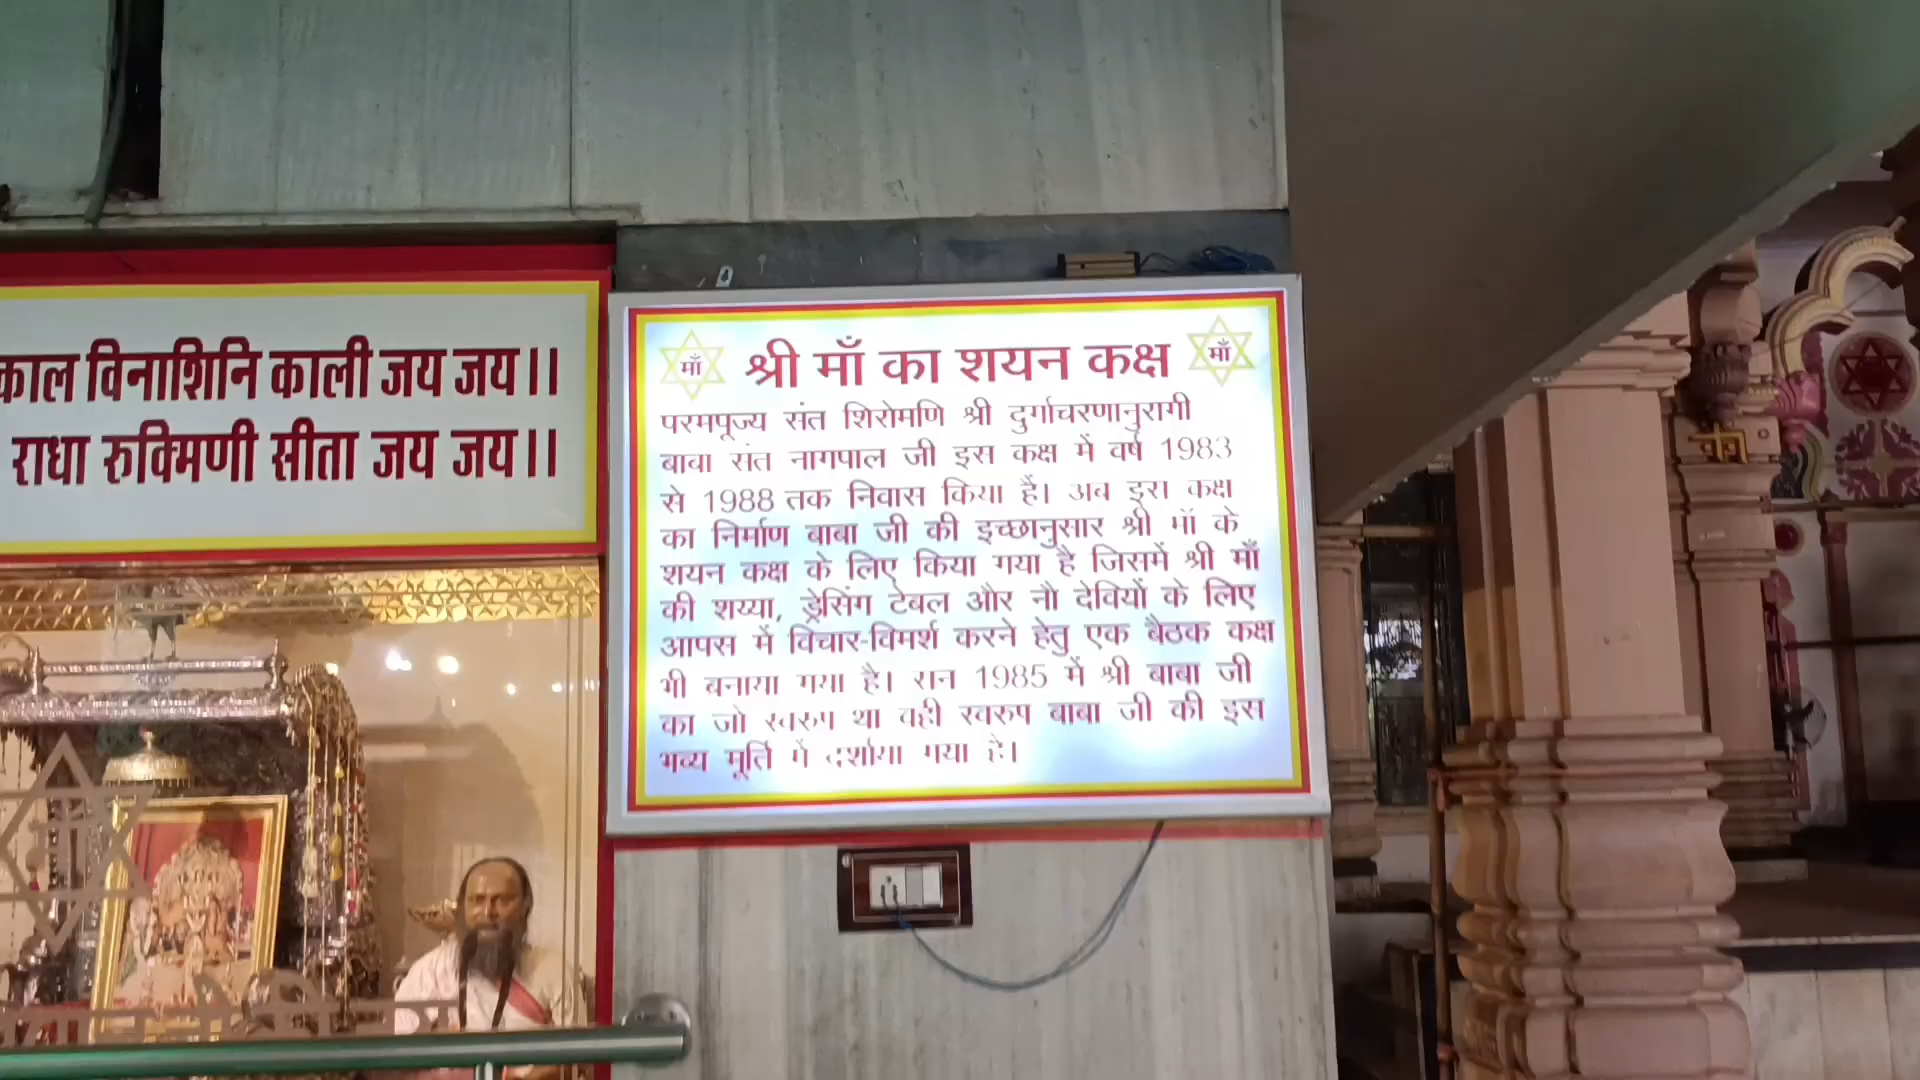 काल विनाशिनि काली जय जय।।
राधा रुक्मिणी सीता जय जय।।
माँ श्री माँ का शयन कक्ष माँ
परमपूज्य संत शिरोमणि श्री दुर्गाचरणानुरागी
बाबा संत नागपाल जी इस कक्ष में वर्ष 1983
से 1988 तक निवास किया हैं। अब इस कक्ष
का निर्माण बाबा जी की इच्छानुसार श्री माँ के
शयन कक्ष के लिए किया गया है जिसमें श्री माँ
की शय्या, ड्रेसिंग टेबल और नौ देवियों के लिए
आपस में विचार-विमर्श करने हेतु एक बैठक कक्ष
भी बनाया गया है। सन 1985 में श्री बाबा जी
का जो स्वरुप था वही स्वरुप बाबा जी की इस
भव्य मूर्ति में दर्शाया गया है।